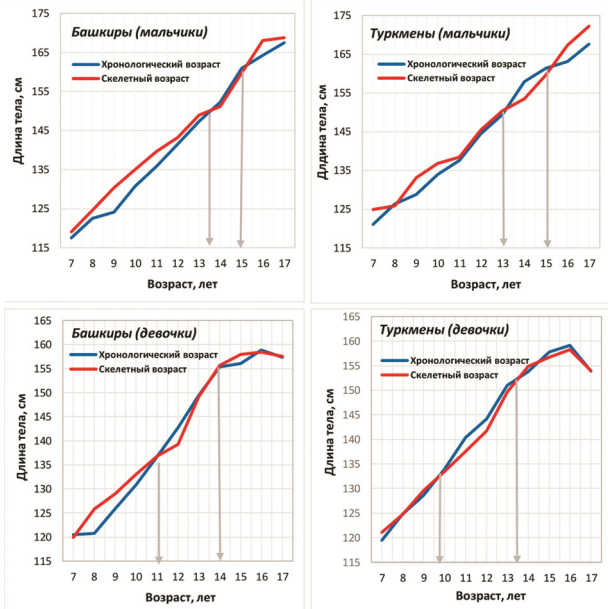 Башкиры (мальчики)
Хронологический возраст
Скелетный возраст
Длина тела, см
175
165
155
145
135
125
115
7 8 9 10 11 12 13 14 15 16 17
Возраст, лет
Туркмены (мальчики)
Хронологический возраст
Скелетный возраст
Длдина тела, см
175
165
155
145
135
125
115
7 8 9 10 11 12 13 14 15 16 17
Возраст, лет
Башкиры (девочки)
Хронологический возраст
Скелетный возраст
Длина тела, см
165
160
155
150
145
140
135
130
125
120
115
7 8 9 10 11 12 13 14 15 16 17
Возраст, лет
Туркмены (девочки)
Хронологический возраст
Скелетный возраст
Длина тела, см
165
160
155
150
145
140
135
130
125
120
115
7 8 9 10 11 12 13 14 15 16 17
Возраст, лет